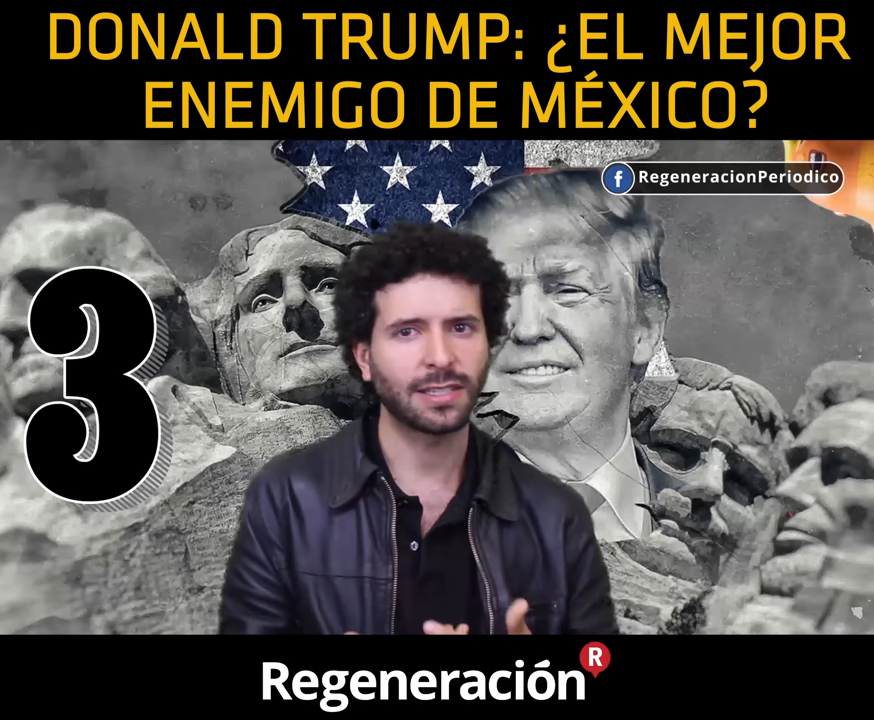 DONALD TRUMP: ¿EL MEJOR
ENEMIGO DE MÉXICO?
f RegeneracionPeriodico
3
Regeneración R